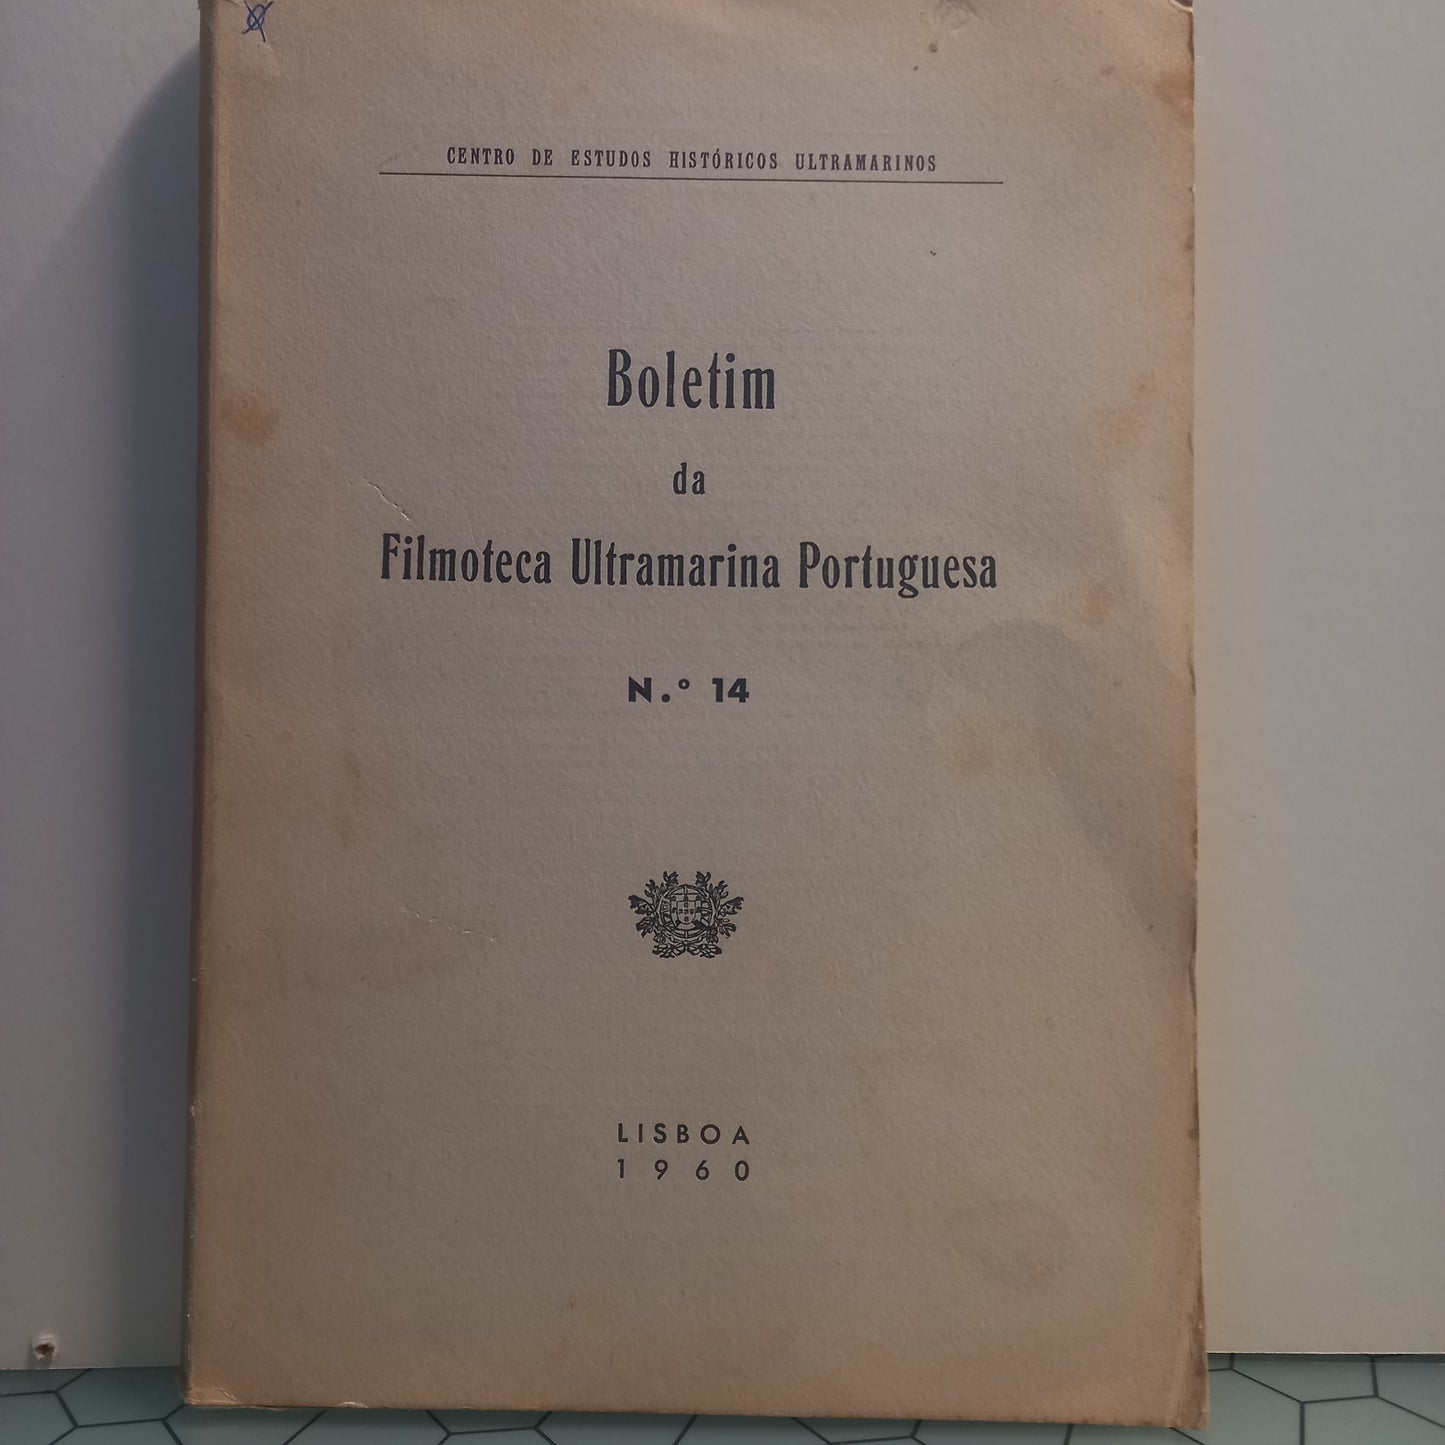 CENTRO DE ESTUDOS HISTÓRICOS ULTRAMARINOS
Boletim
da
Filmoteca Ultramarina Portuguesa
N.º 14
LISBOA
1960